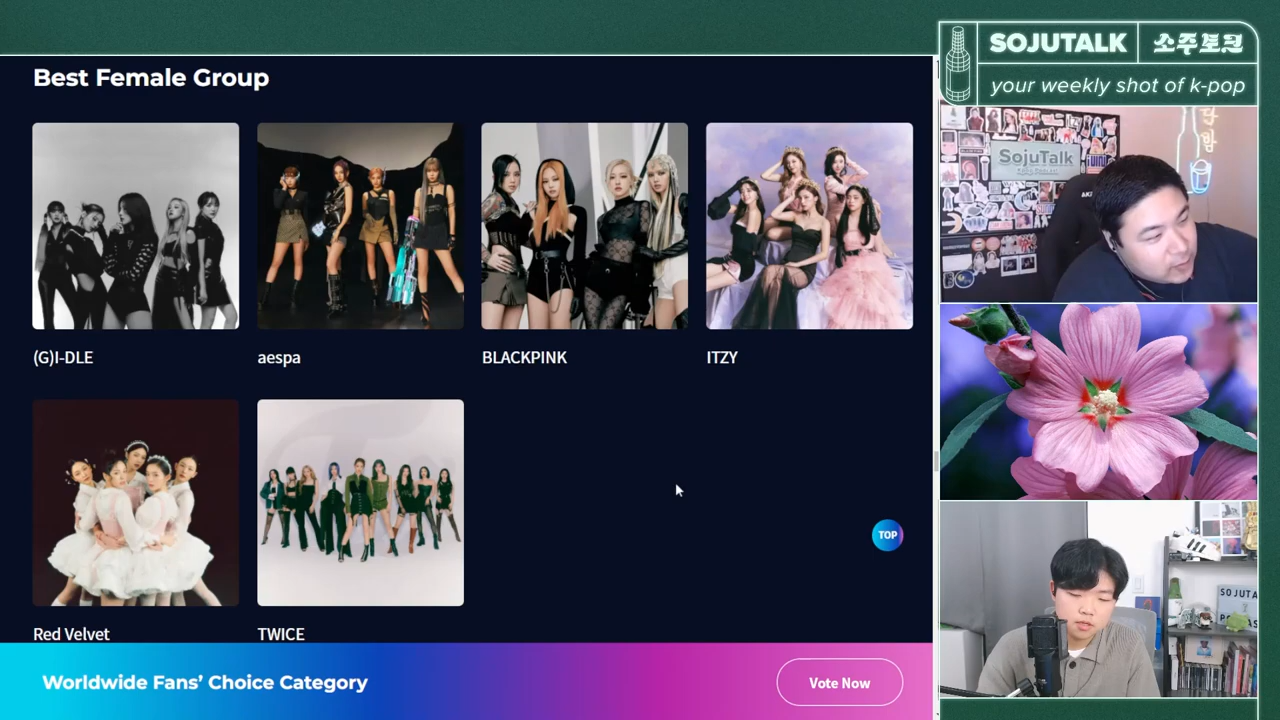 SOJUTALK
소주토크
your weekly shot of k-pop
Best Female Group
(G)I-DLE
aespa
BLACKPINK
ITZY
Red Velvet
TWICE
TOP
Worldwide Fans’ Choice Category
Vote Now
SojuTalk
SOJUTA